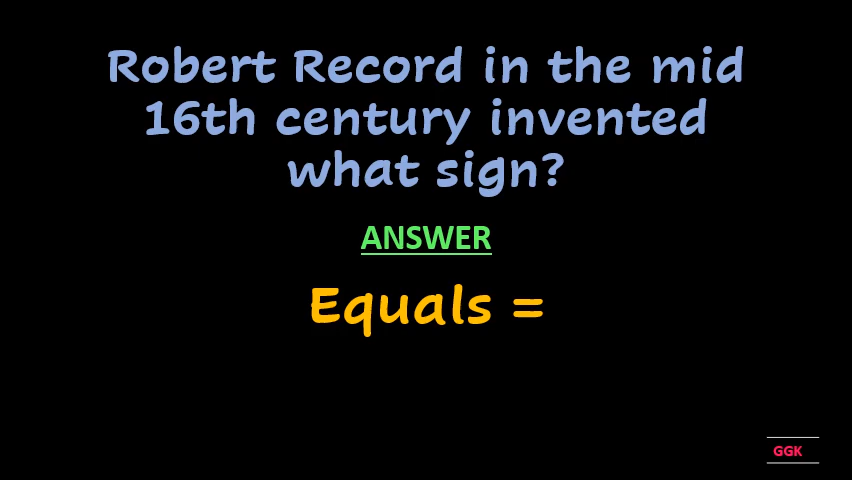 Robert Record in the mid
16th century invented
what sign?
ANSWER
Equals =
GGK